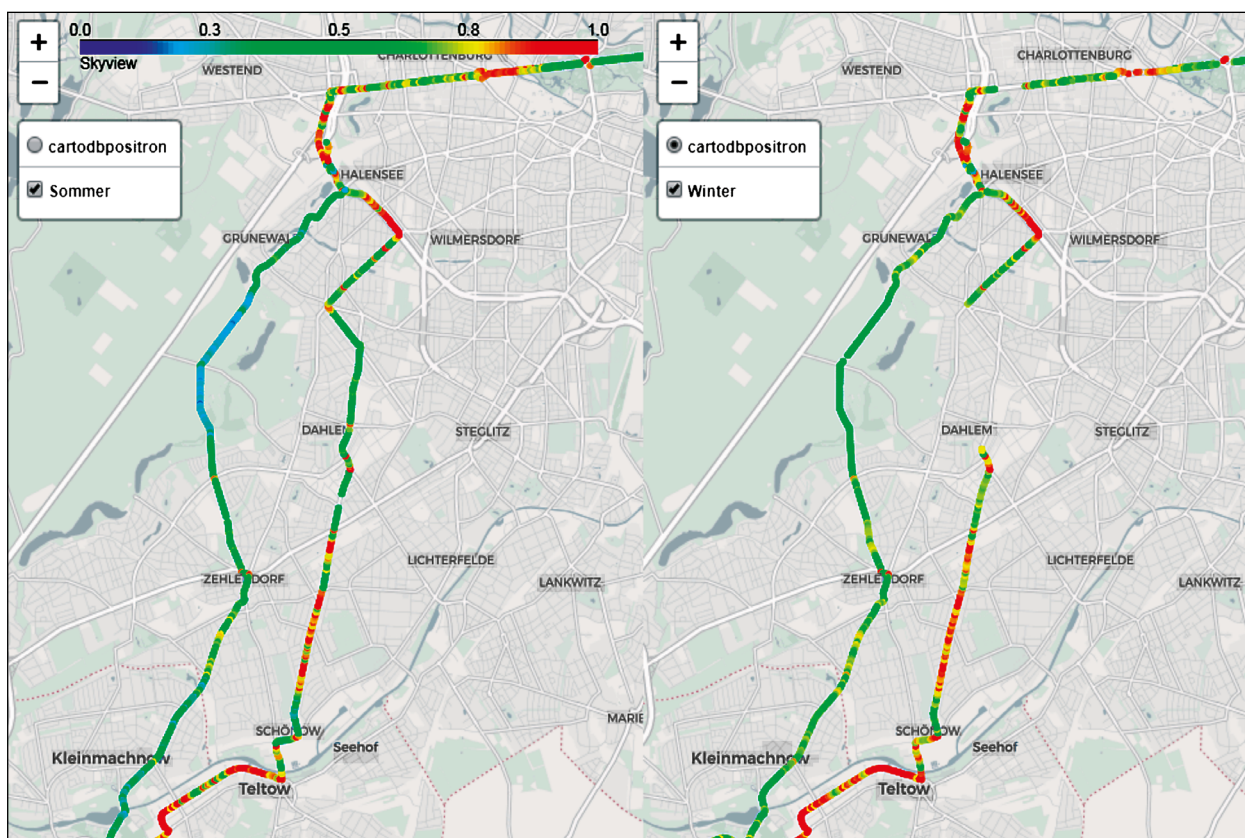 +
−
0.0 0.3 0.5 0.8 1.0
Skyview
cartodbpositron
Sommer
WESTEND
CHARLOTTENBURG
HALENSEE
GRUNEWAL
WILMERSDORF
DAHLEM
STEGLITZ
LICHTERFELDE
ZEHLENDORF
LANKWITZ
SCHÖNOW
MARIE
Seehof
Kleinmachnow
Teltow
+
−
cartodbpositron
Winter
WESTEND
CHARLOTTENBURG
HALENSEE
GRUNEWAL
WILMERSDORF
DAHLEM
STEGLITZ
LICHTERFELDE
ZEHLENDORF
LANKWITZ
SCHÖNOW
Seehof
Kleinmachnow
Teltow